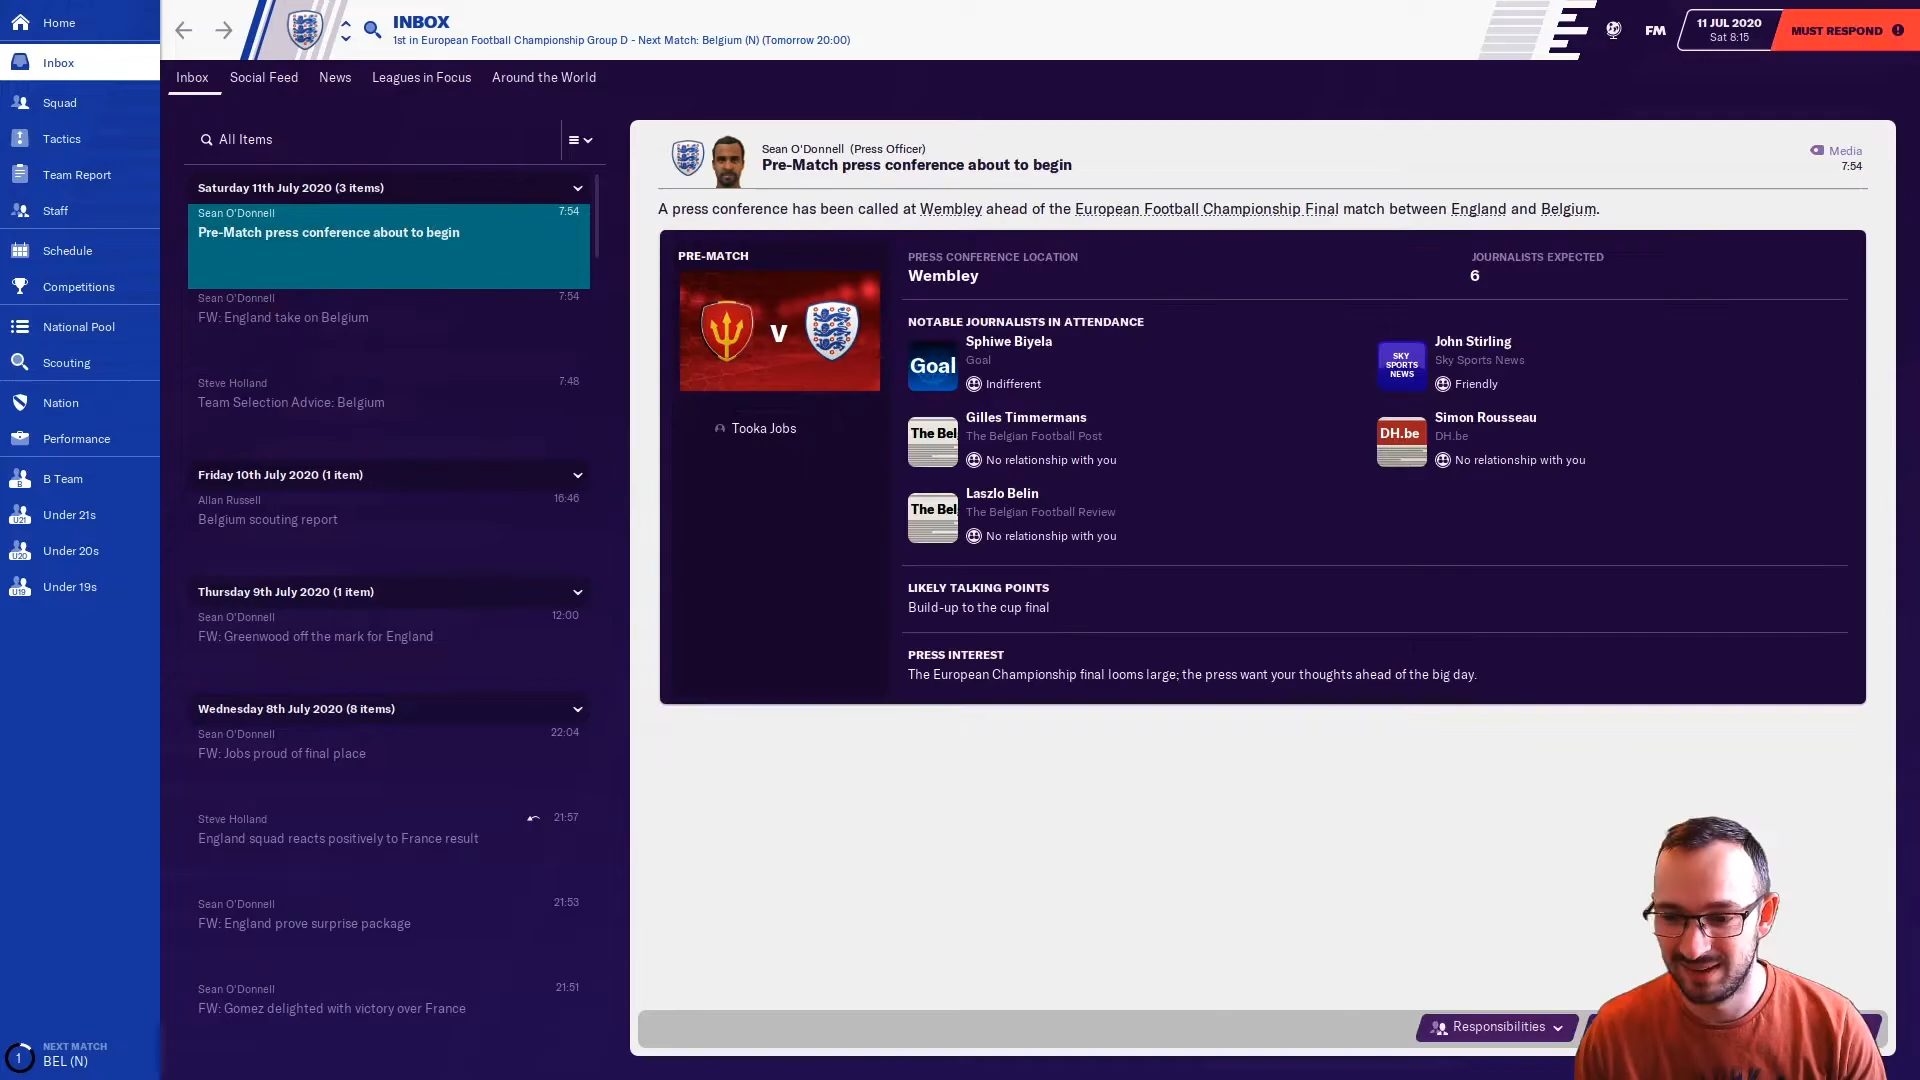 Home
Inbox
Squad
Tactics
Team Report
Staff
Schedule
Competitions
National Pool
Scouting
Nation
Performance
B
B Team
U21
Under 21s
U20
Under 20s
U19
Under 19s
1
NEXT MATCH
BEL (N)
INBOX
1st in European Football Championship Group D - Next Match: Belgium (N) (Tomorrow 20:00)
FM
11 JUL 2020
Sat 8:15
MUST RESPOND
Inbox
Social Feed
News
Leagues in Focus
Around the World
All Items
Saturday 11th July 2020 (3 items)
Sean O'Donnell 7:54
Pre-Match press conference about to begin
Sean O'Donnell 7:54
FW: England take on Belgium
Steve Holland 7:48
Team Selection Advice: Belgium
Friday 10th July 2020 (1 item)
Allan Russell 16:46
Belgium scouting report
Thursday 9th July 2020 (1 item)
Sean O'Donnell 12:00
FW: Greenwood off the mark for England
Wednesday 8th July 2020 (8 items)
Sean O'Donnell 22:04
FW: Jobs proud of final place
Steve Holland 21:57
England squad reacts positively to France result
Sean O'Donnell 21:53
FW: England prove surprise package
Sean O'Donnell 21:51
FW: Gomez delighted with victory over France
Sean O'Donnell (Press Officer)
Pre-Match press conference about to begin
Media
7:54
A press conference has been called at Wembley ahead of the European Football Championship Final match between England and Belgium.
PRE-MATCH
v
Tooka Jobs
PRESS CONFERENCE LOCATION
Wembley
JOURNALISTS EXPECTED
6
NOTABLE JOURNALISTS IN ATTENDANCE
Goal
Sphiwe Biyela
Goal
Indifferent
SKY
SPORTS
NEWS
John Stirling
Sky Sports News
Friendly
The Bel
Gilles Timmermans
The Belgian Football Post
No relationship with you
DH.be
Simon Rousseau
DH.be
No relationship with you
The Bel
Laszlo Belin
The Belgian Football Review
No relationship with you
LIKELY TALKING POINTS
Build-up to the cup final
PRESS INTEREST
The European Championship final looms large; the press want your thoughts ahead of the big day.
Responsibilities